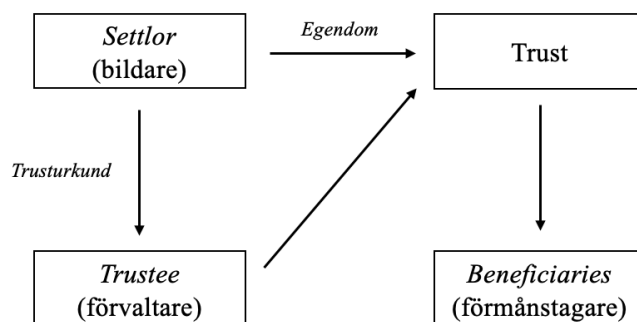 Settlor
(bildare)
Egendom
Trust
Trusturkund
Trustee
(förvaltare)
Beneficiaries
(förmånstagare)